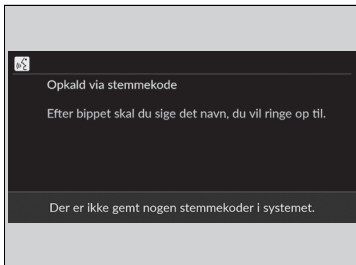 Opkald via stemmekode
Efter bippet skal du sige det navn, du vil ringe op til.
Der er ikke gemt nogen stemmekoder i systemet.